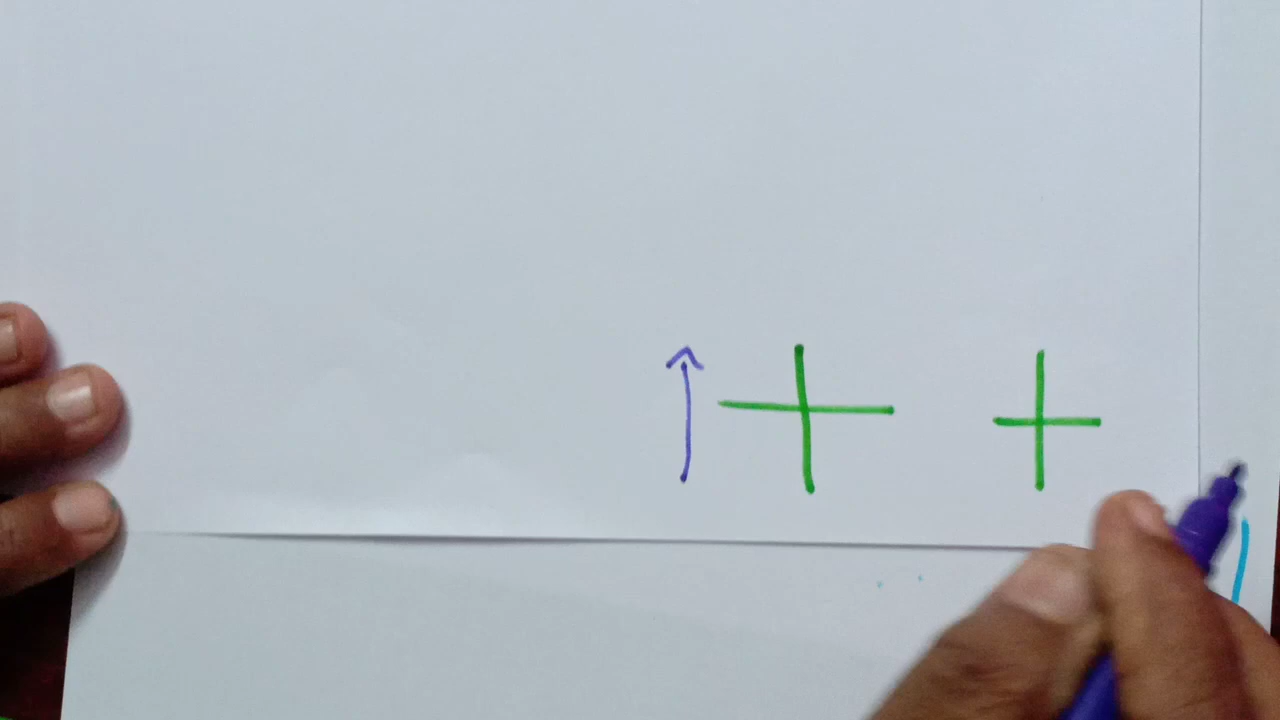 ↑ + +